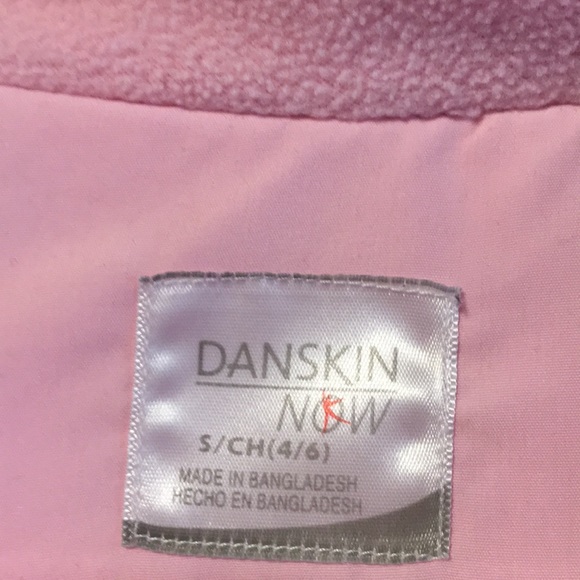 DANSKIN
NOW
S/CH(4/6)
MADE IN BANGLADESH
HECHO EN BANGLADESH